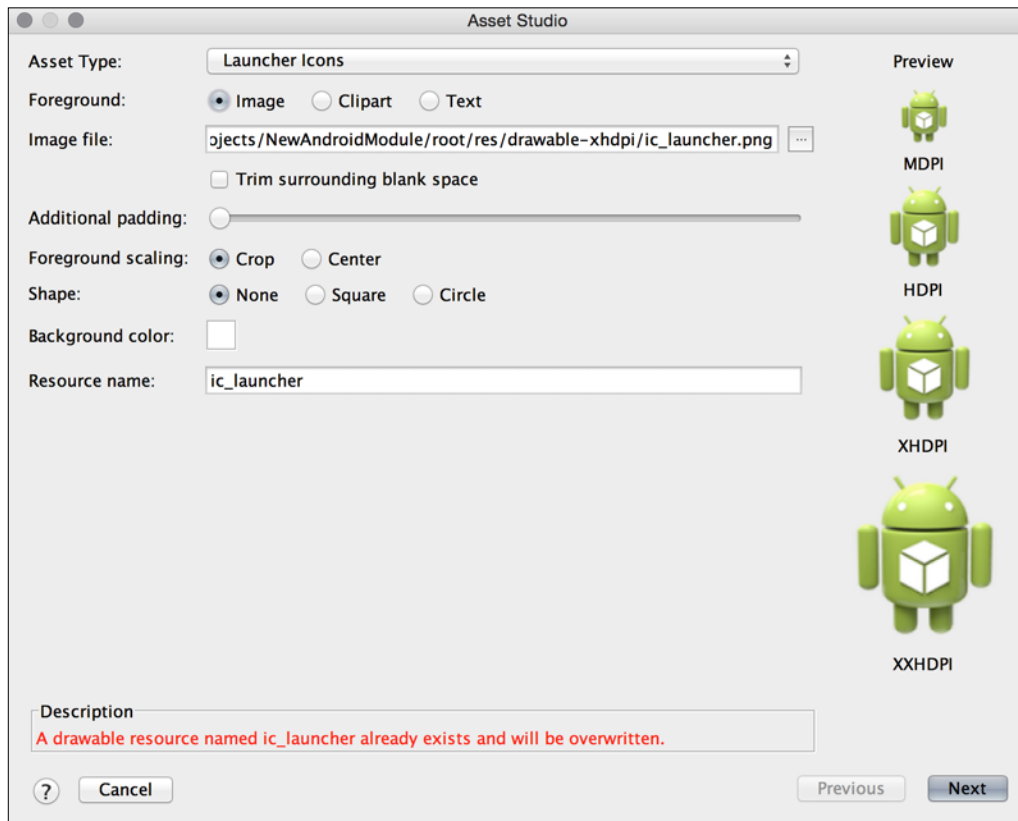 Asset Studio
Asset Type: Launcher Icons
Preview
Foreground: Image Clipart Text
Image file: ojects/NewAndroidModule/root/res/drawable-xhdpi/ic_launcher.png ...
MDPI
Trim surrounding blank space
Additional padding:
Foreground scaling: Crop Center
HDPI
Shape: None Square Circle
Background color:
Resource name: ic_launcher
XHDPI
XXHDPI
Description
A drawable resource named ic_launcher already exists and will be overwritten.
? Cancel Previous Next